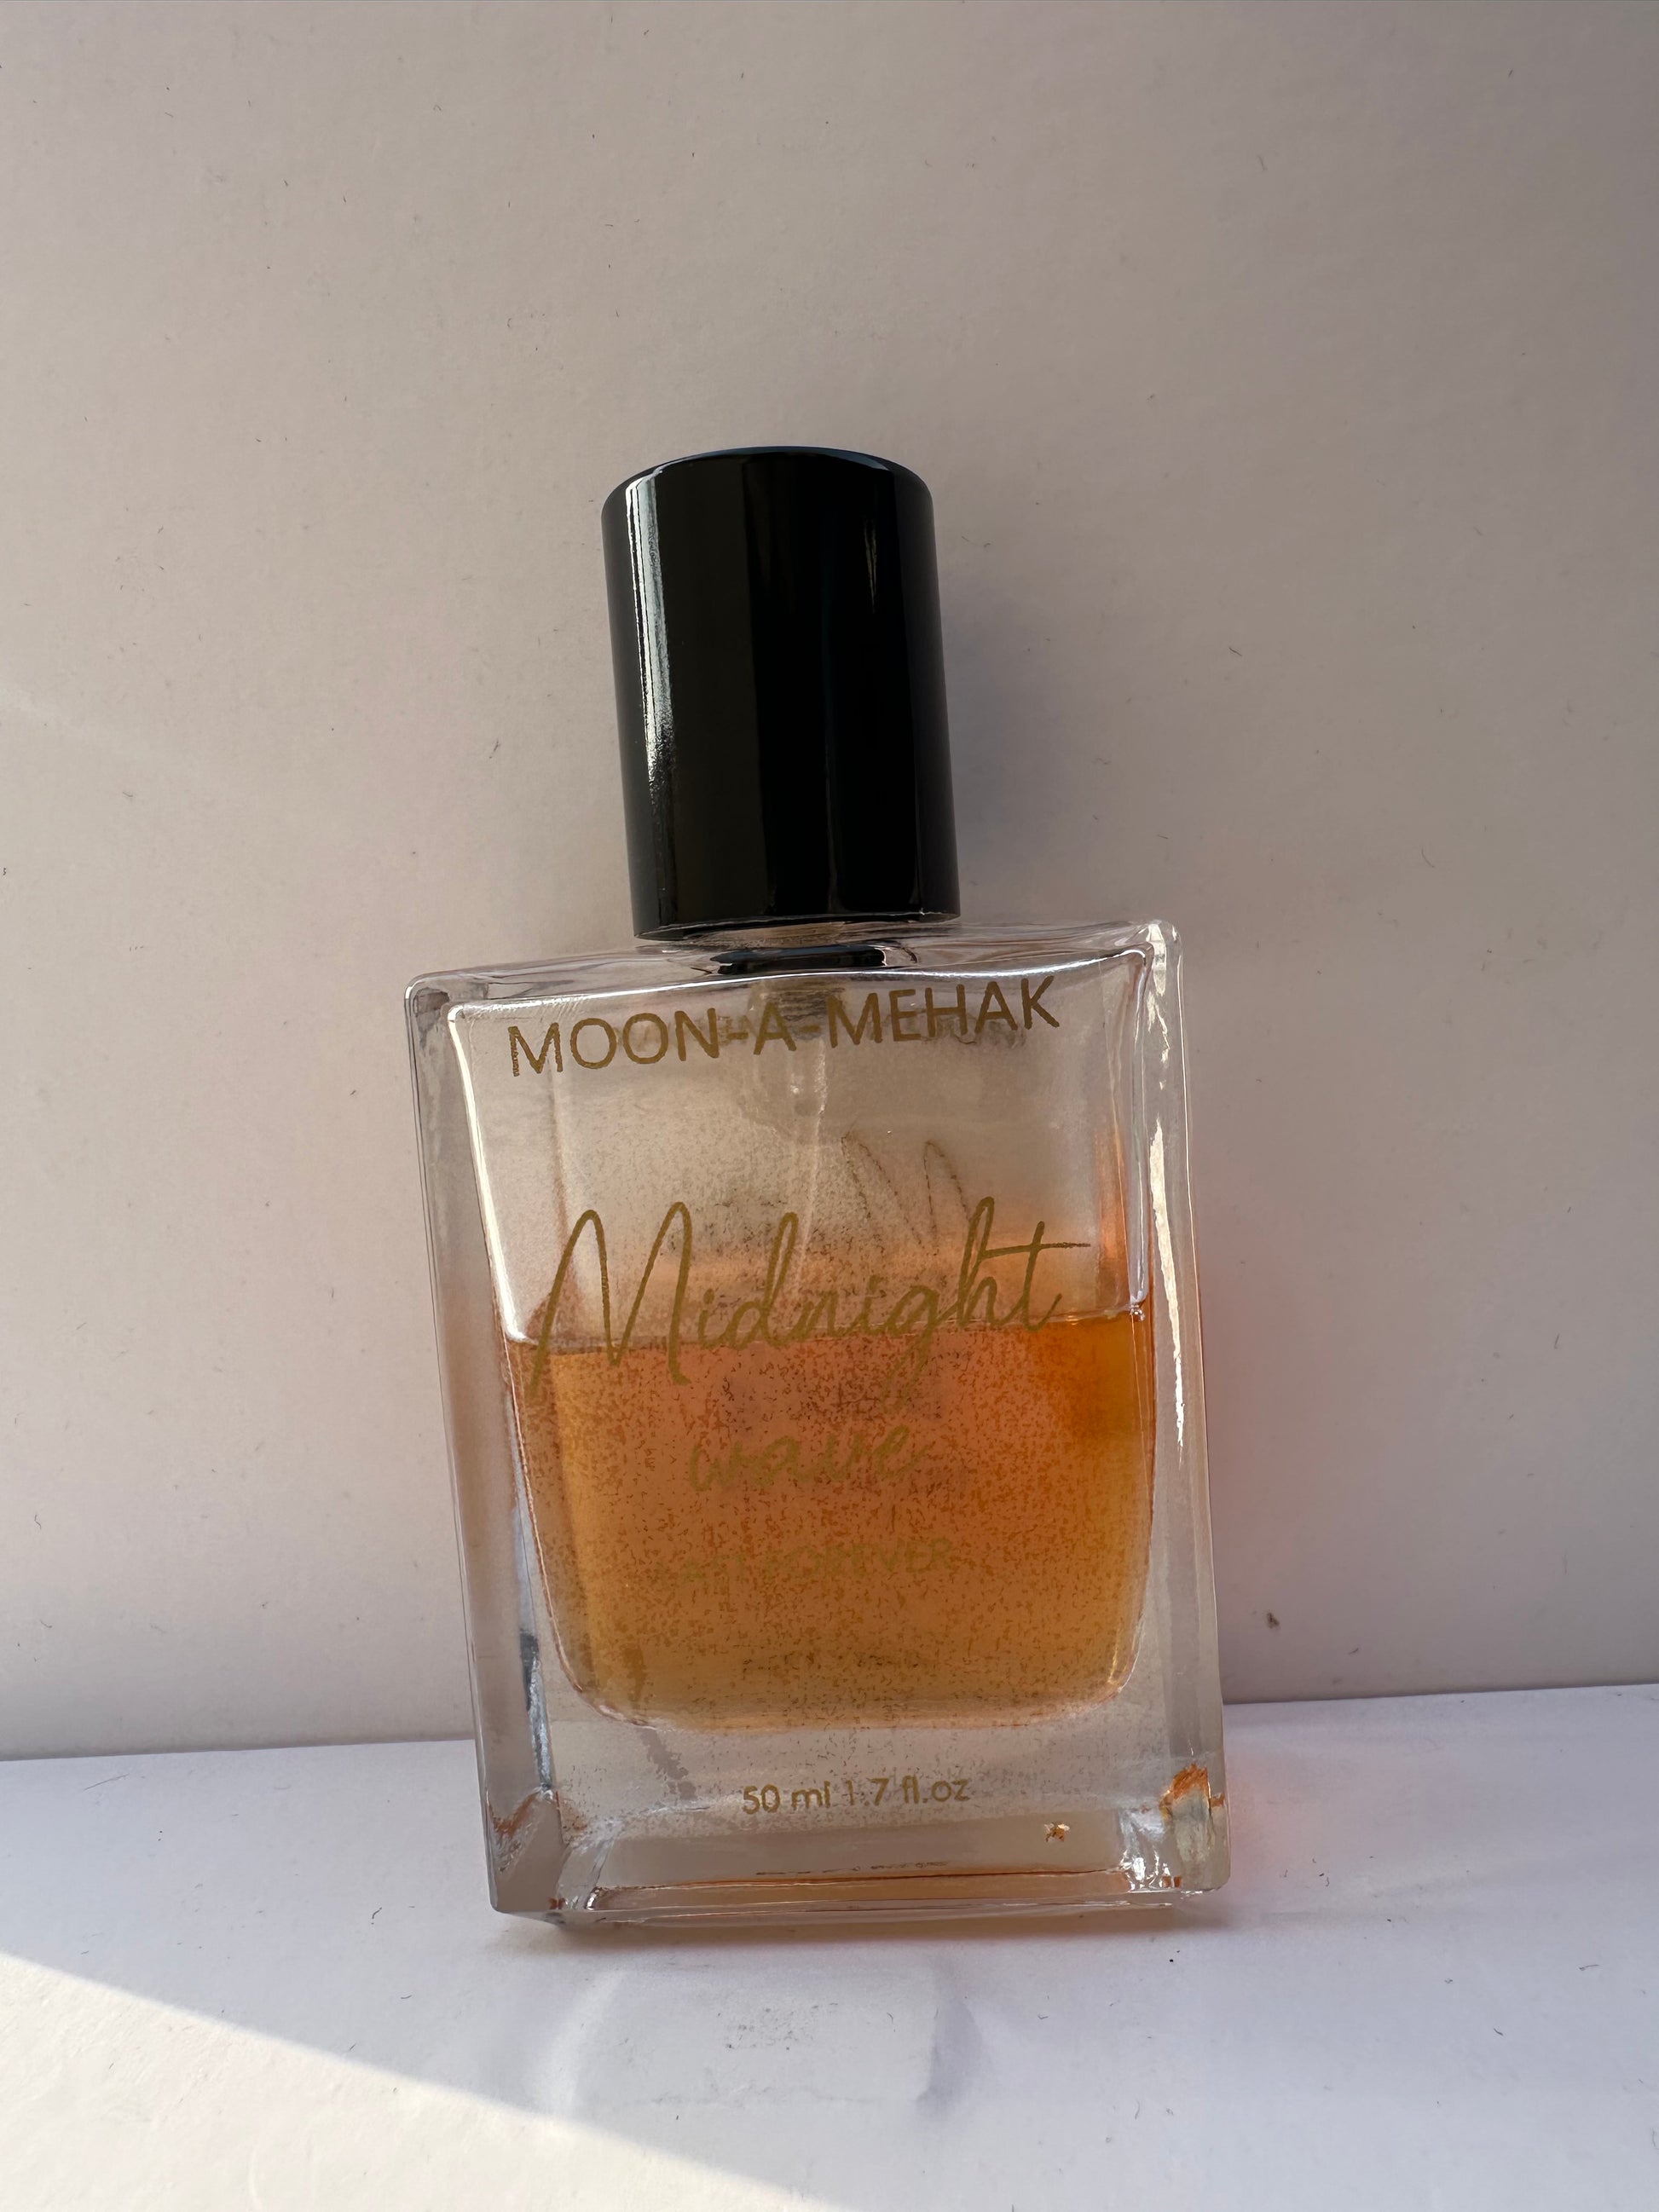 MOON-A-MEHAK
Midnight
wave
50 ml 1.7 fl.oz